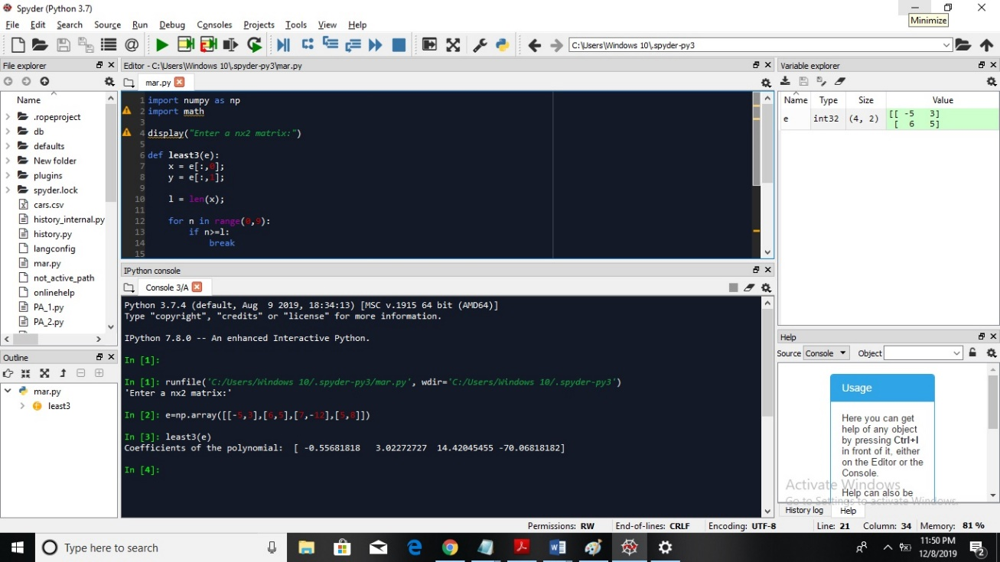 Spyder (Python 3.7)
Minimize
File Edit Search Source Run Debug Consoles Projects Tools View Help
C:\Users\Windows 10\.spyder-py3
File explorer
Name
.ropeproject
db
defaults
New folder
plugins
spyder.lock
cars.csv
history_internal.py
history.py
langconfig
mar.py
not_active_path
onlinehelp
PA_1.py
PA_2.py
Outline
mar.py
least3
Editor - C:\Users\Windows 10\.spyder-py3\mar.py
mar.py
1 import numpy as np
2 import math
3
4 display("Enter a nx2 matrix:")
5
6 def least3(e):
7     x = e[:,0];
8     y = e[:,1];
9
10     l = len(x);
11
12     for n in range(0,9):
13         if n>=l:
14             break
15
IPython console
Console 3/A
Python 3.7.4 (default, Aug  9 2019, 18:34:13) [MSC v.1915 64 bit (AMD64)]
Type "copyright", "credits" or "license" for more information.
IPython 7.8.0 -- An enhanced Interactive Python.
In [1]:
In [1]: runfile('C:/Users/Windows 10/.spyder-py3/mar.py', wdir='C:/Users/Windows 10/.spyder-py3')
'Enter a nx2 matrix:'
In [2]: e=np.array([[-5,3],[6,5],[7,-12],[5,8]])
In [3]: least3(e)
Coefficients of the polynomial:  [ -0.55681818   3.02272727  14.42045455 -70.06818182]
In [4]:
Variable explorer
Name Type Size Value
e int32 (4, 2) [[ -5   3]
[  6   5]
Help
Source Console Object
Usage
Here you can get
help of any object
by pressing Ctrl+I
in front of it, either
on the Editor or the
Console.
Help can also be
Activate Windows
Go to Settings to activate Windows.
History log Help
Permissions: RW End-of-lines: CRLF Encoding: UTF-8 Line: 21 Column: 34 Memory: 81 %
Type here to search
11:50 PM
12/8/2019
2